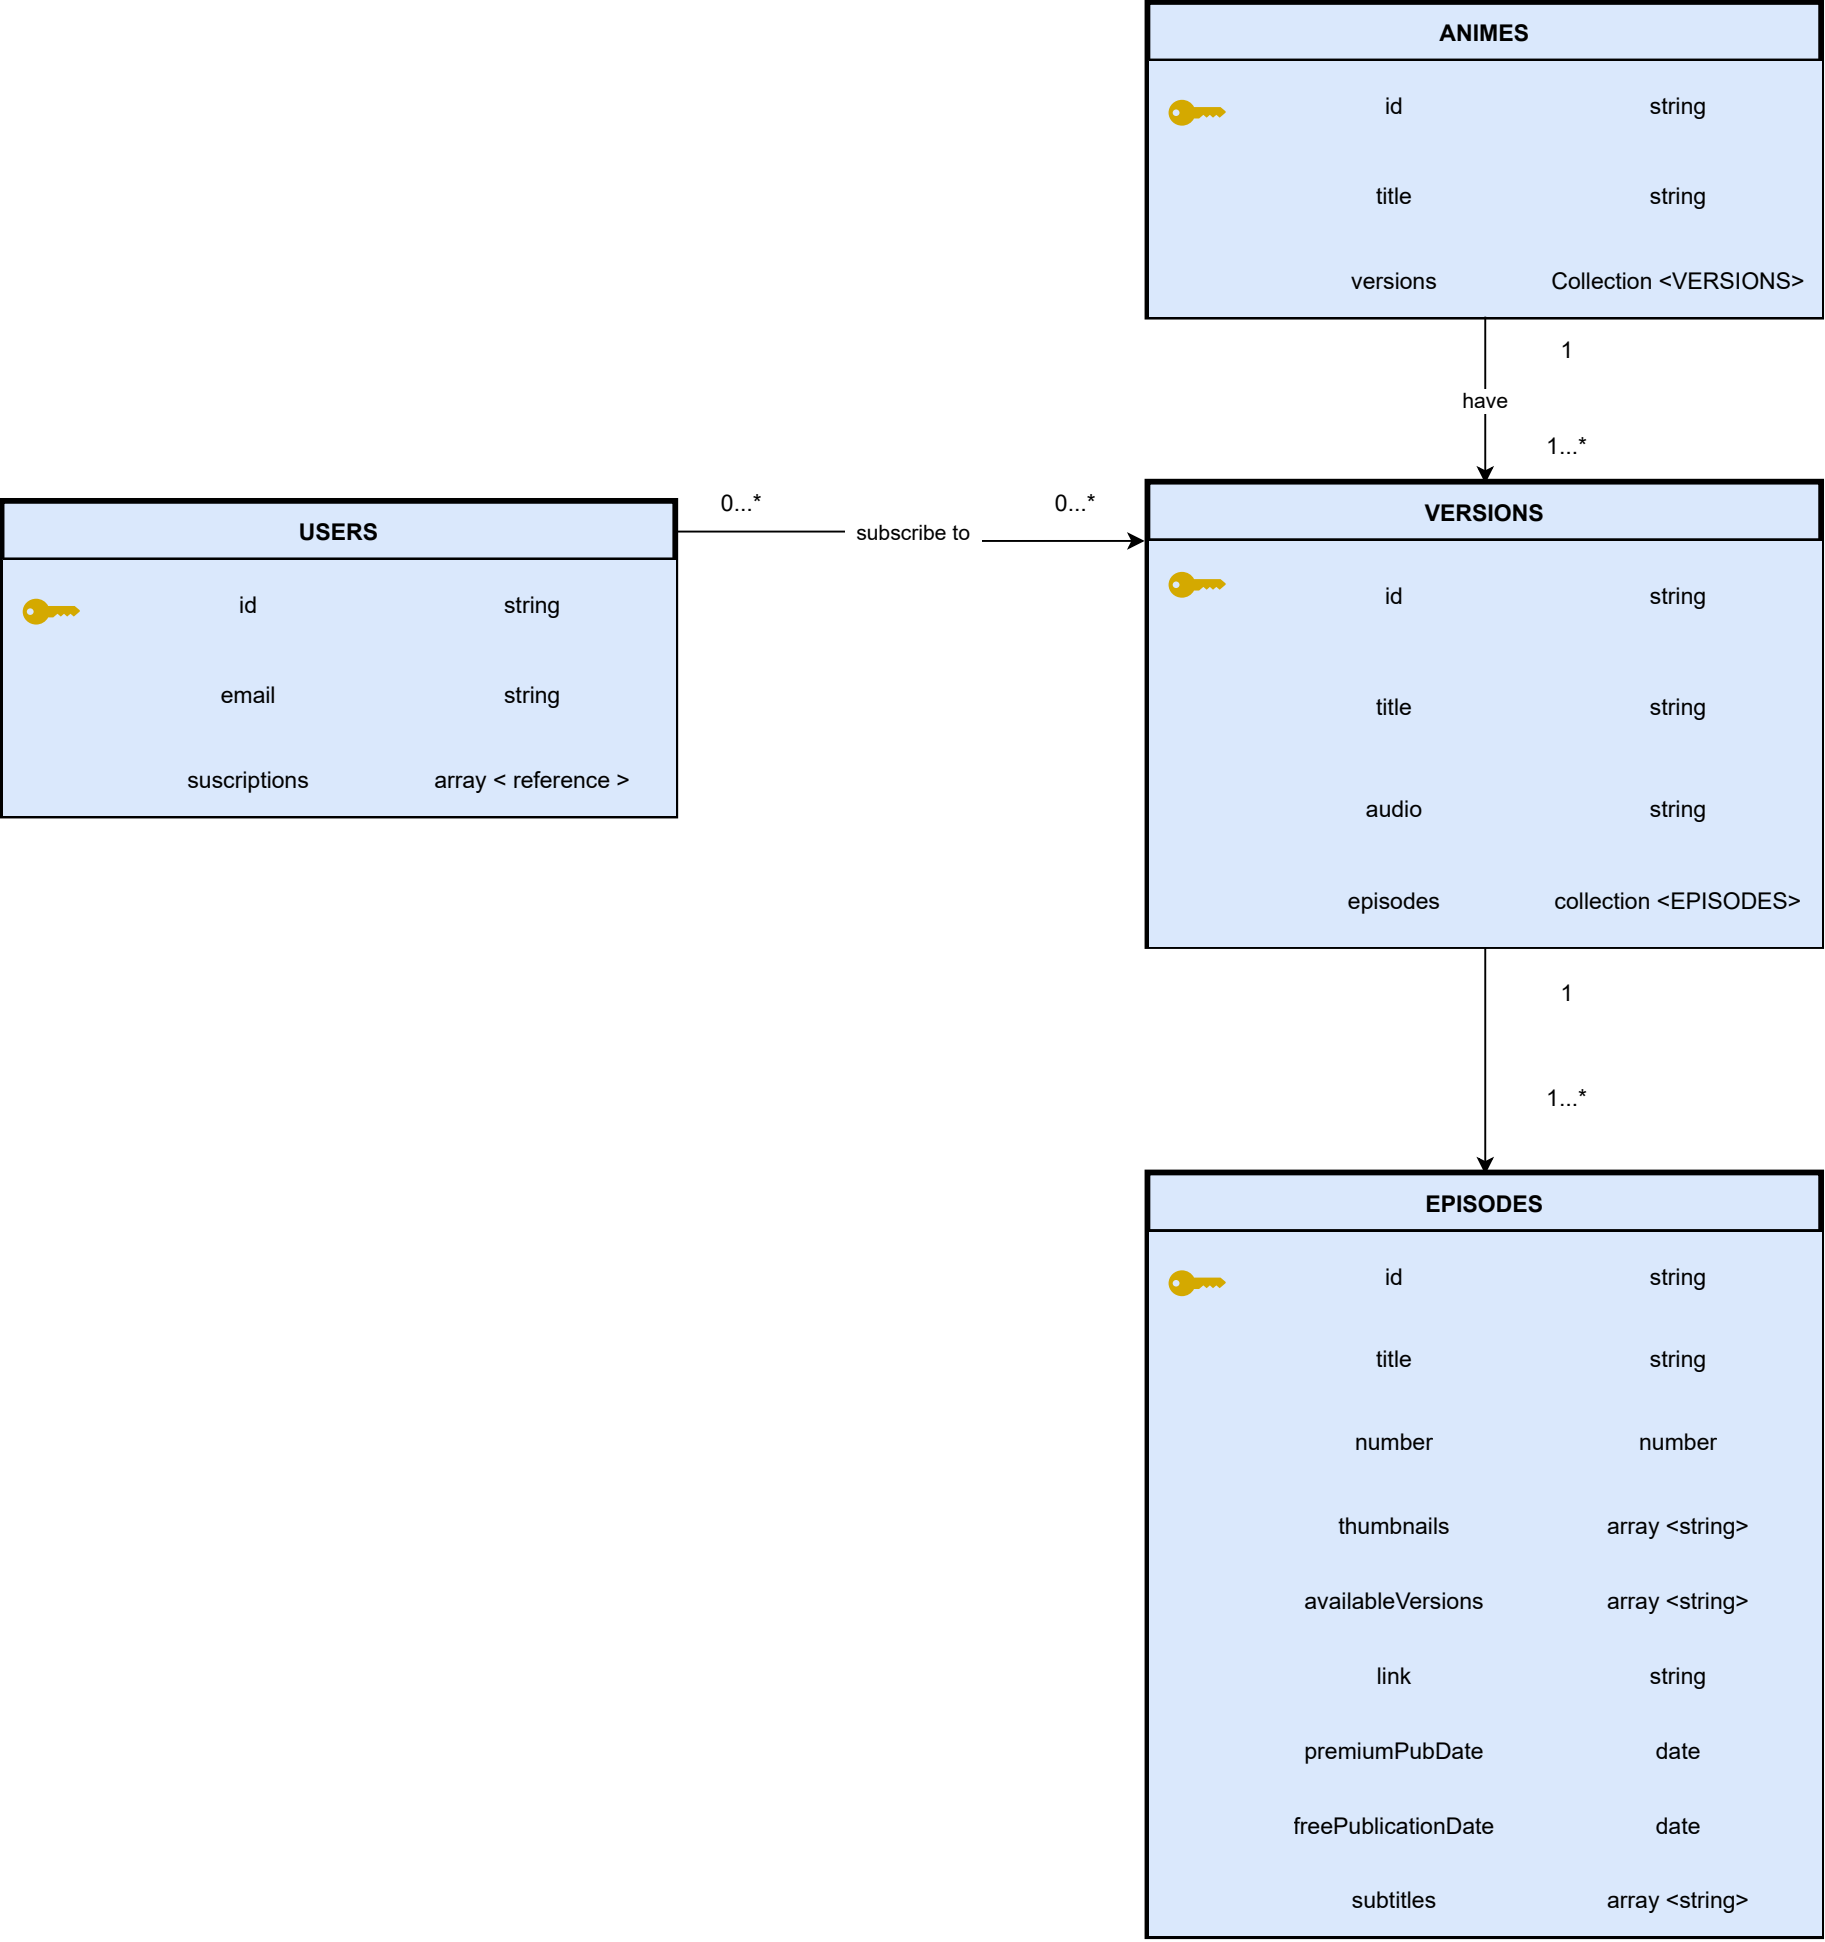 ANIMES
id string
title string
versions Collection <VERSIONS>
1
have
1...*
USERS
id string
email string
suscriptions array < reference >
0...* 0...*
subscribe to
VERSIONS
id string
title string
audio string
episodes collection <EPISODES>
1
1...*
EPISODES
id string
title string
number number
thumbnails array <string>
availableVersions array <string>
link string
premiumPubDate date
freePublicationDate date
subtitles array <string>